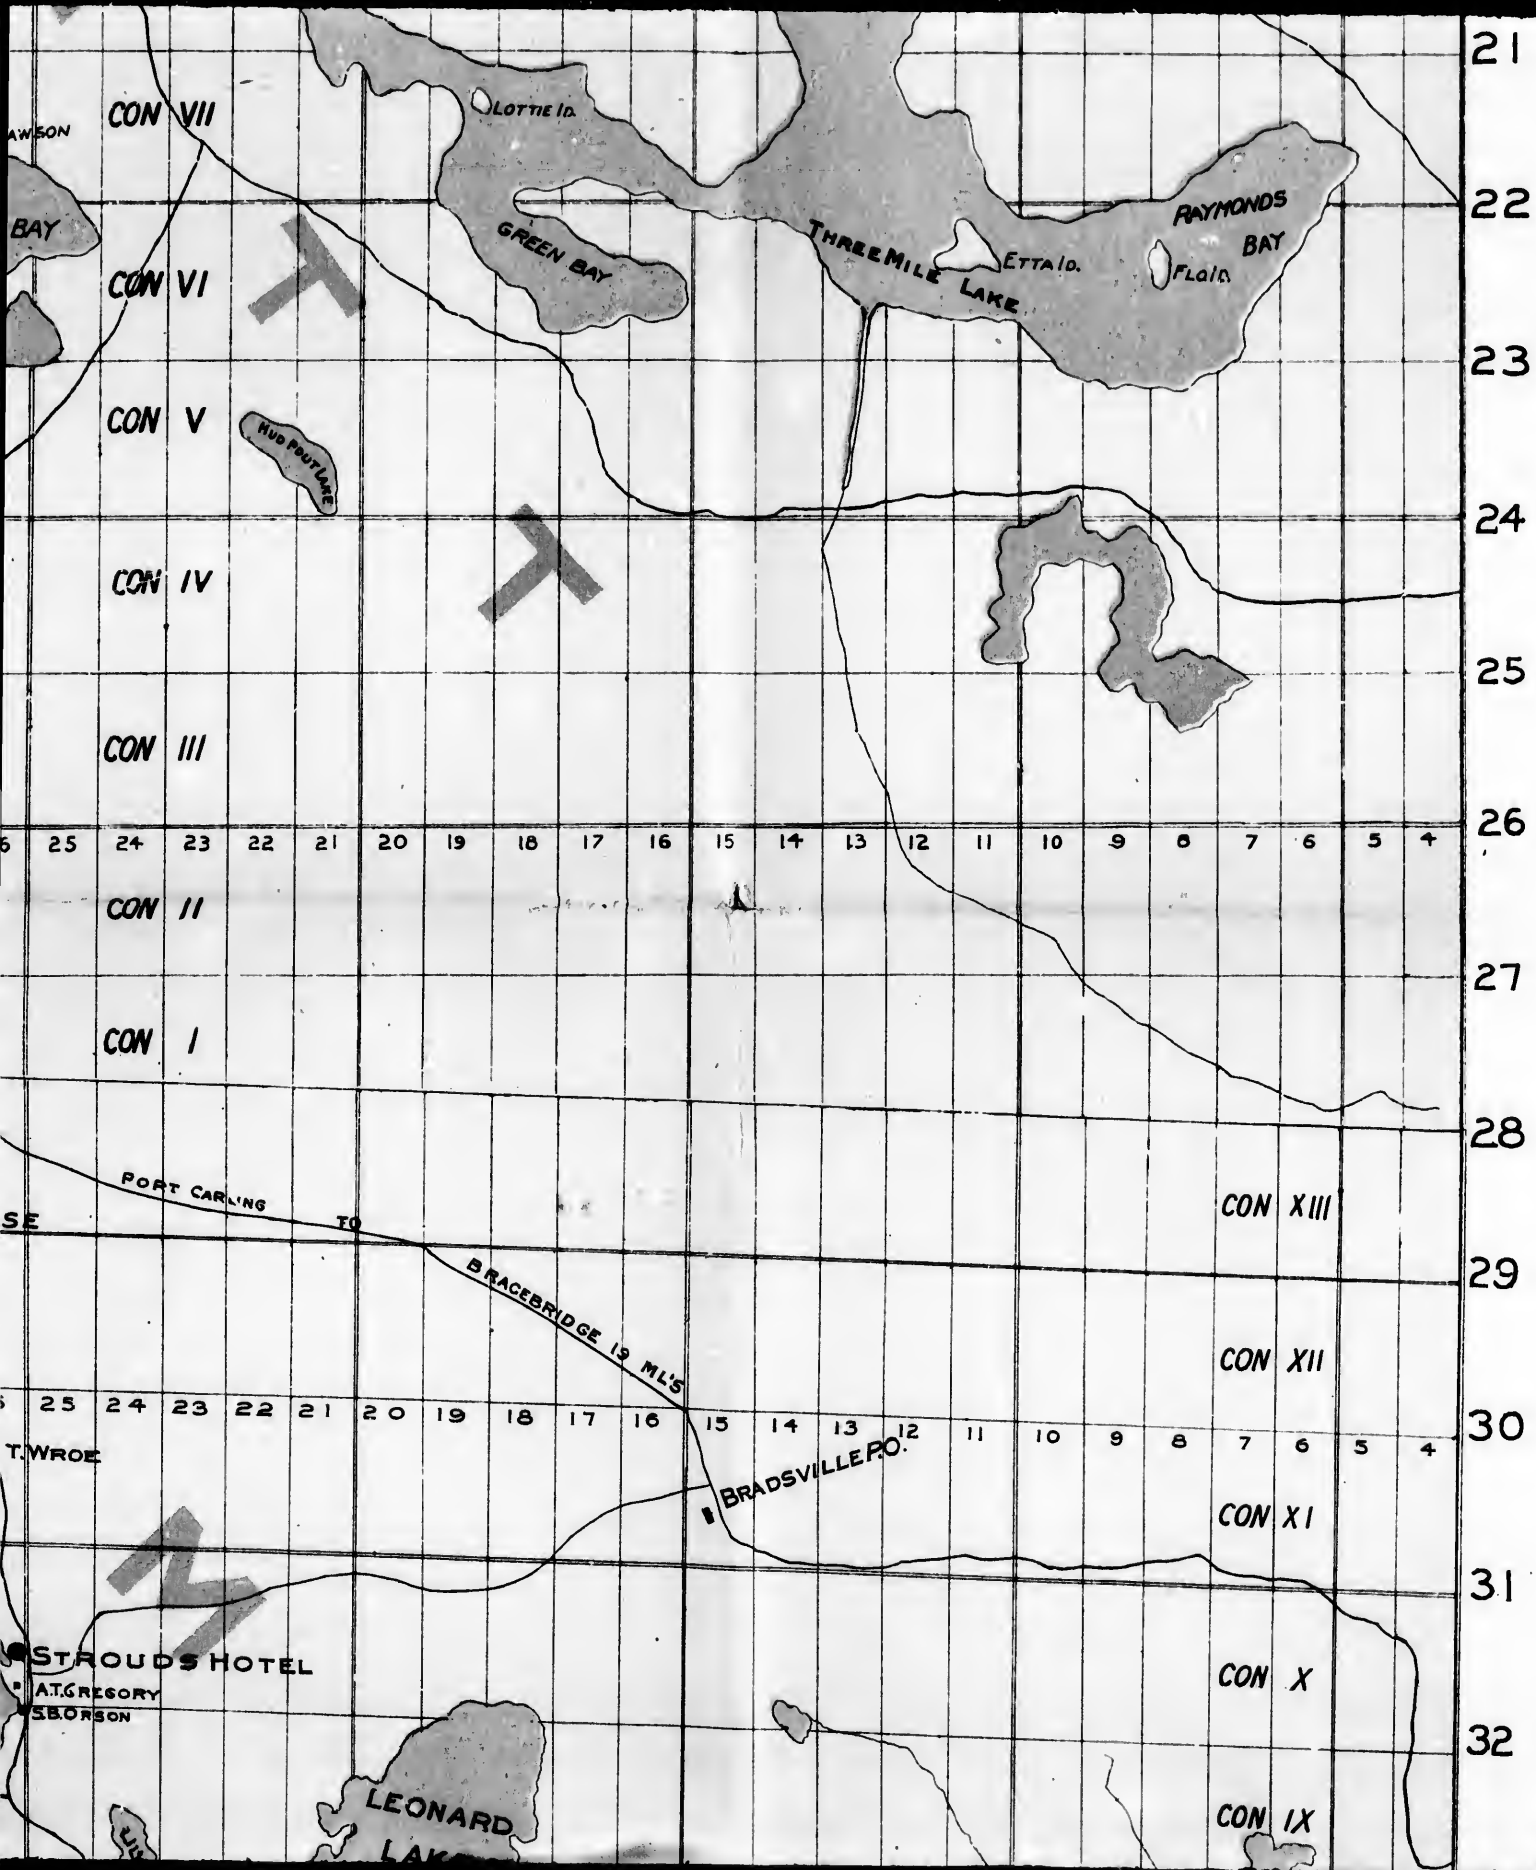 21
LOTTIE ID.
CON VII
AWSON
22
RAYMONDS
BAY
BAY
GREEN BAY
THREE MILE LAKE
ETTA ID.
CON VI
T
23
CON V
MUD POUT LAKE
24
CON IV
T
25
CON III
26
6 25 24 23 22 21 20 19 18 17 16 15 14 13 12 11 10 9 8 7 6 5 4
CON II
27
CON I
28
PORT CARLING TO
CON XIII
SE
29
BRACEBRIDGE 19 ML'S
CON XII
25 24 23 22 21 20 19 18 17 16 15 14 13 12 11 10 9 8 7 6 5 4
30
T. WROE
BRADSVILLE P.O.
CON XI
M
31
STROUDS HOTEL
A.T. GREGORY
S.B. ORSON
CON X
32
LEONARD
LAKE
CON IX